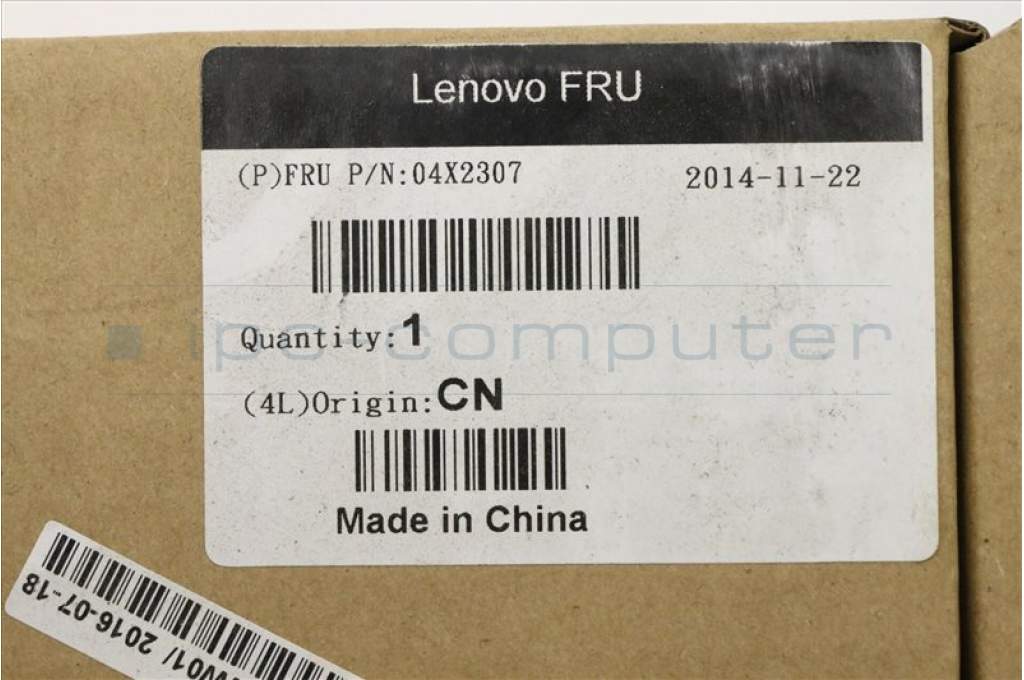 Lenovo FRU
(P)FRU P/N:04X2307
2014-11-22
Quantity:1
(4L)Origin:CN
Made in China
ipc computer
2016-07-18